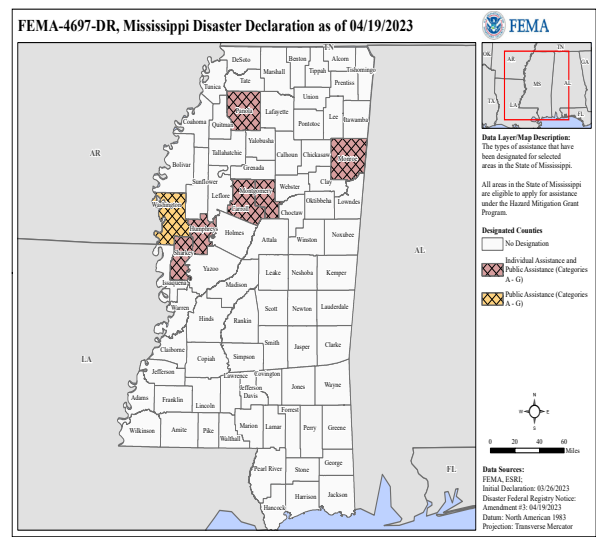 FEMA-4697-DR, Mississippi Disaster Declaration as of 04/19/2023
FEMA
TN
DeSoto
Benton
Alcorn
Marshall
Tippah
Tishomingo
Tunica
Tate
Prentiss
Union
Panola
Lafayette
Lee
Itawamba
Coahoma
Quitman
Pontotoc
Yalobusha
Tallahatchie
Calhoun
Chickasaw
Monroe
Bolivar
Grenada
Sunflower
Leflore
Montgomery
Webster
Clay
Washington
Carroll
Choctaw
Oktibbeha
Lowndes
Humphreys
Holmes
Attala
Winston
Noxubee
Sharkey
Yazoo
Issaquena
Madison
Leake
Neshoba
Kemper
Warren
Hinds
Rankin
Scott
Newton
Lauderdale
Claiborne
Copiah
Simpson
Smith
Jasper
Clarke
Jefferson
Lawrence
Covington
Jefferson
Davis
Jones
Wayne
Adams
Franklin
Lincoln
Wilkinson
Amite
Pike
Walthall
Marion
Lamar
Forrest
Perry
Greene
Pearl River
Stone
George
Hancock
Harrison
Jackson
AR
LA
AL
FL
OK
AR
TN
GA
MS
AL
TX
LA
FL
Data Layer/Map Description:
The types of assistance that have
been designated for selected
areas in the State of Mississippi.
All areas in the State of Mississippi
are eligible to apply for assistance
under the Hazard Mitigation Grant
Program.
Designated Counties
No Designation
Individual Assistance and
Public Assistance (Categories
A - G)
Public Assistance (Categories
A - G)
N
W
E
S
0 20 40 60
Miles
Data Sources:
FEMA, ESRI;
Initial Declaration: 03/26/2023
Disaster Federal Registry Notice:
Amendment #3: 04/19/2023
Datum: North American 1983
Projection: Transverse Mercator